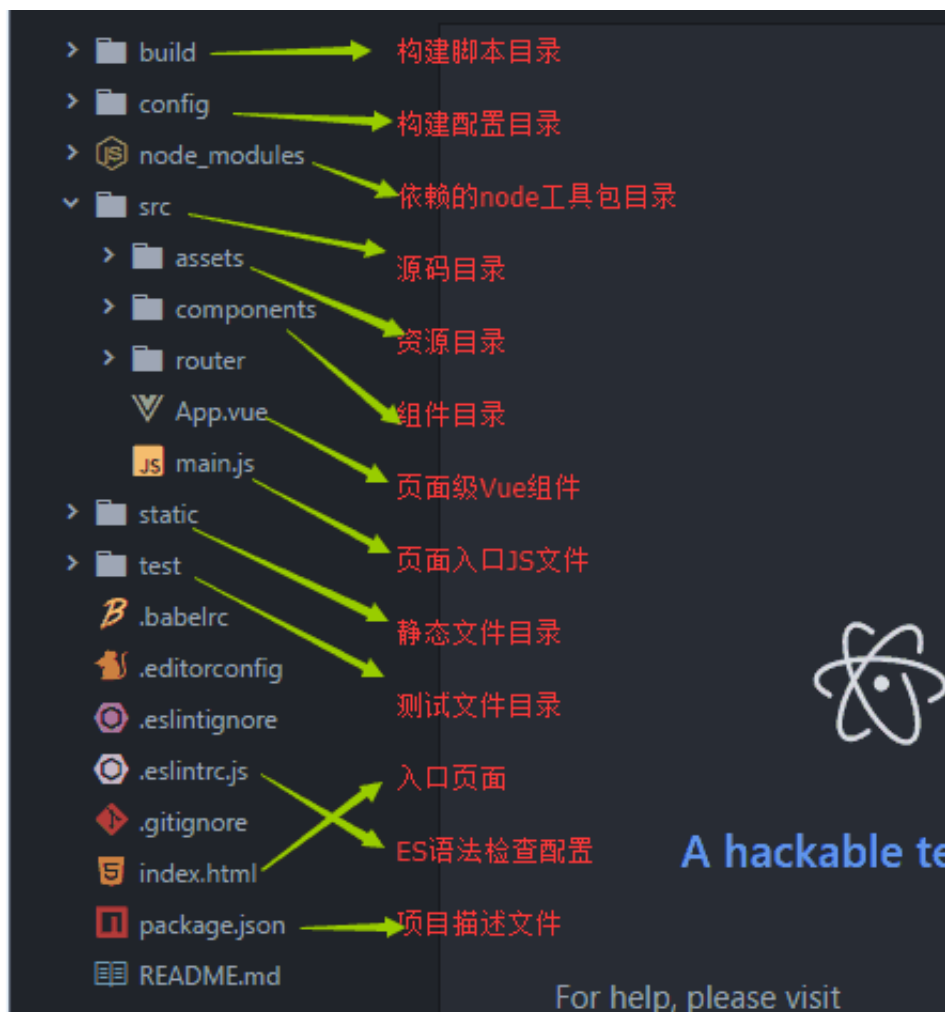 build 构建脚本目录
config 构建配置目录
node_modules 依赖的node工具包目录
src 源码目录
assets 资源目录
components 组件目录
router
App.vue 页面级Vue组件
main.js 页面入口JS文件
static 静态文件目录
test 测试文件目录
.babelrc
.editorconfig
.eslintignore 入口页面
.eslintrc.js ES语法检查配置
.gitignore
index.html A hackable te
package.json 项目描述文件
README.md
For help, please visit